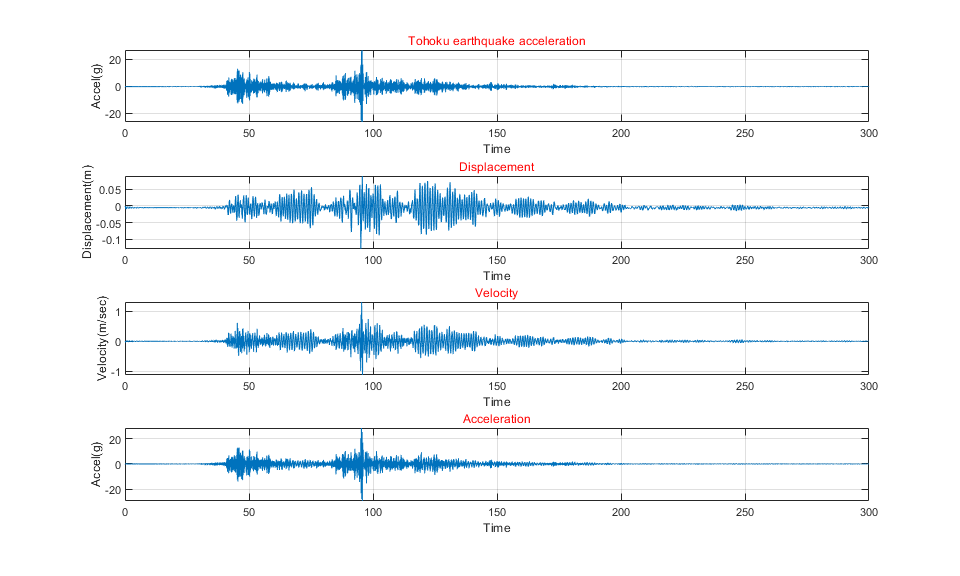 Tohoku earthquake acceleration
Accel(g)
20
0
-20
0 50 100 150 200 250 300
Time
Displacement
Displacement(m)
0.05
0
-0.05
-0.1
0 50 100 150 200 250 300
Time
Velocity
Velocity(m/sec)
1
0
-1
0 50 100 150 200 250 300
Time
Acceleration
Accel(g)
20
0
-20
0 50 100 150 200 250 300
Time